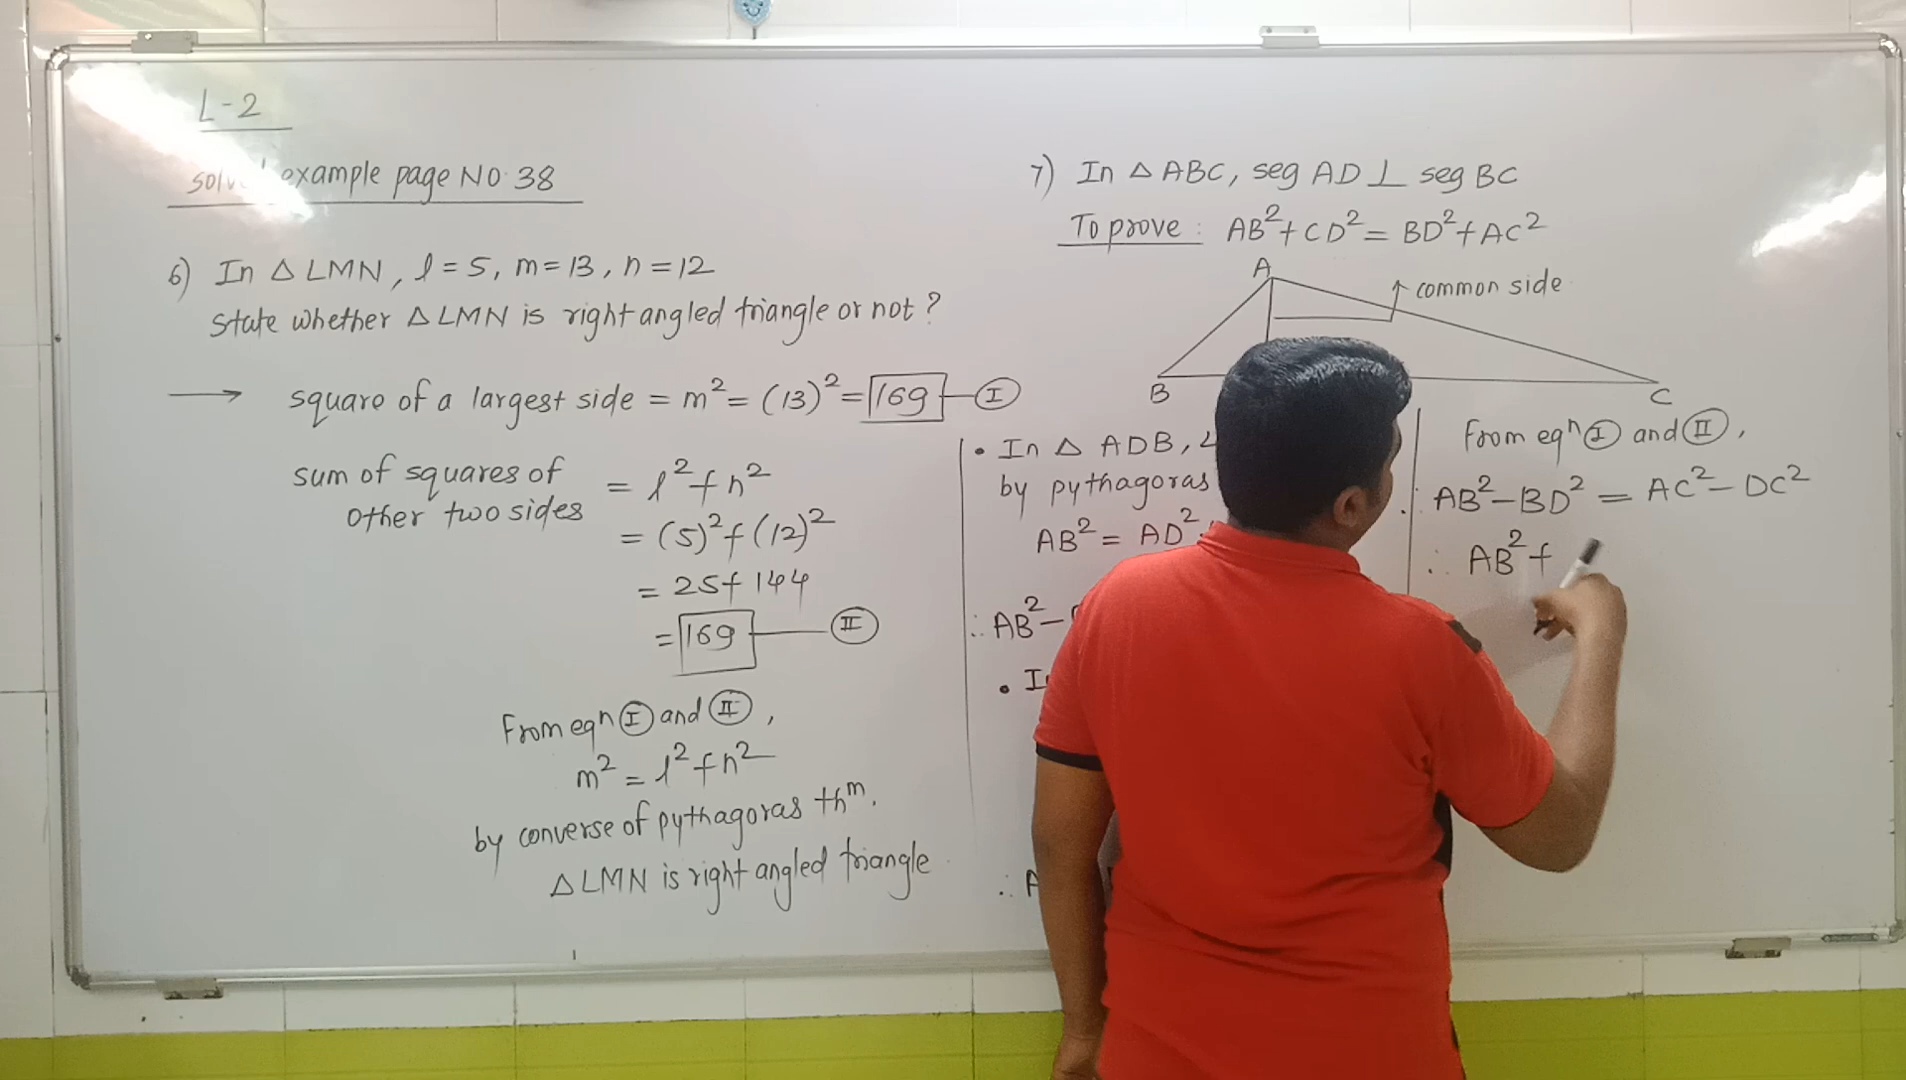 L-2
example page NO. 38
6) In △ LMN, l = 5, m = 13, n = 12
State whether △ LMN is right angled triangle or not?
→ square of a largest side = m² = (13)² = 169 — Ⅰ
sum of squares of other two sides = l² + n²
= (5)² + (12)²
= 25 + 144
= 169 — Ⅱ
From eqⁿ Ⅰ and Ⅱ,
m² = l² + n²
by converse of pythagoras thᵐ.
△ LMN is right angled triangle
7) In △ ABC, seg AD ⊥ seg BC
To prove : AB² + CD² = BD² + AC²
A
common side
B
C
• In △ ADB, ∠
by pythagoras
AB² = AD²
∴ AB² –
• I
∴ A
From eqⁿ Ⅰ and Ⅱ,
∴ AB² – BD² = AC² – DC²
∴ AB² +